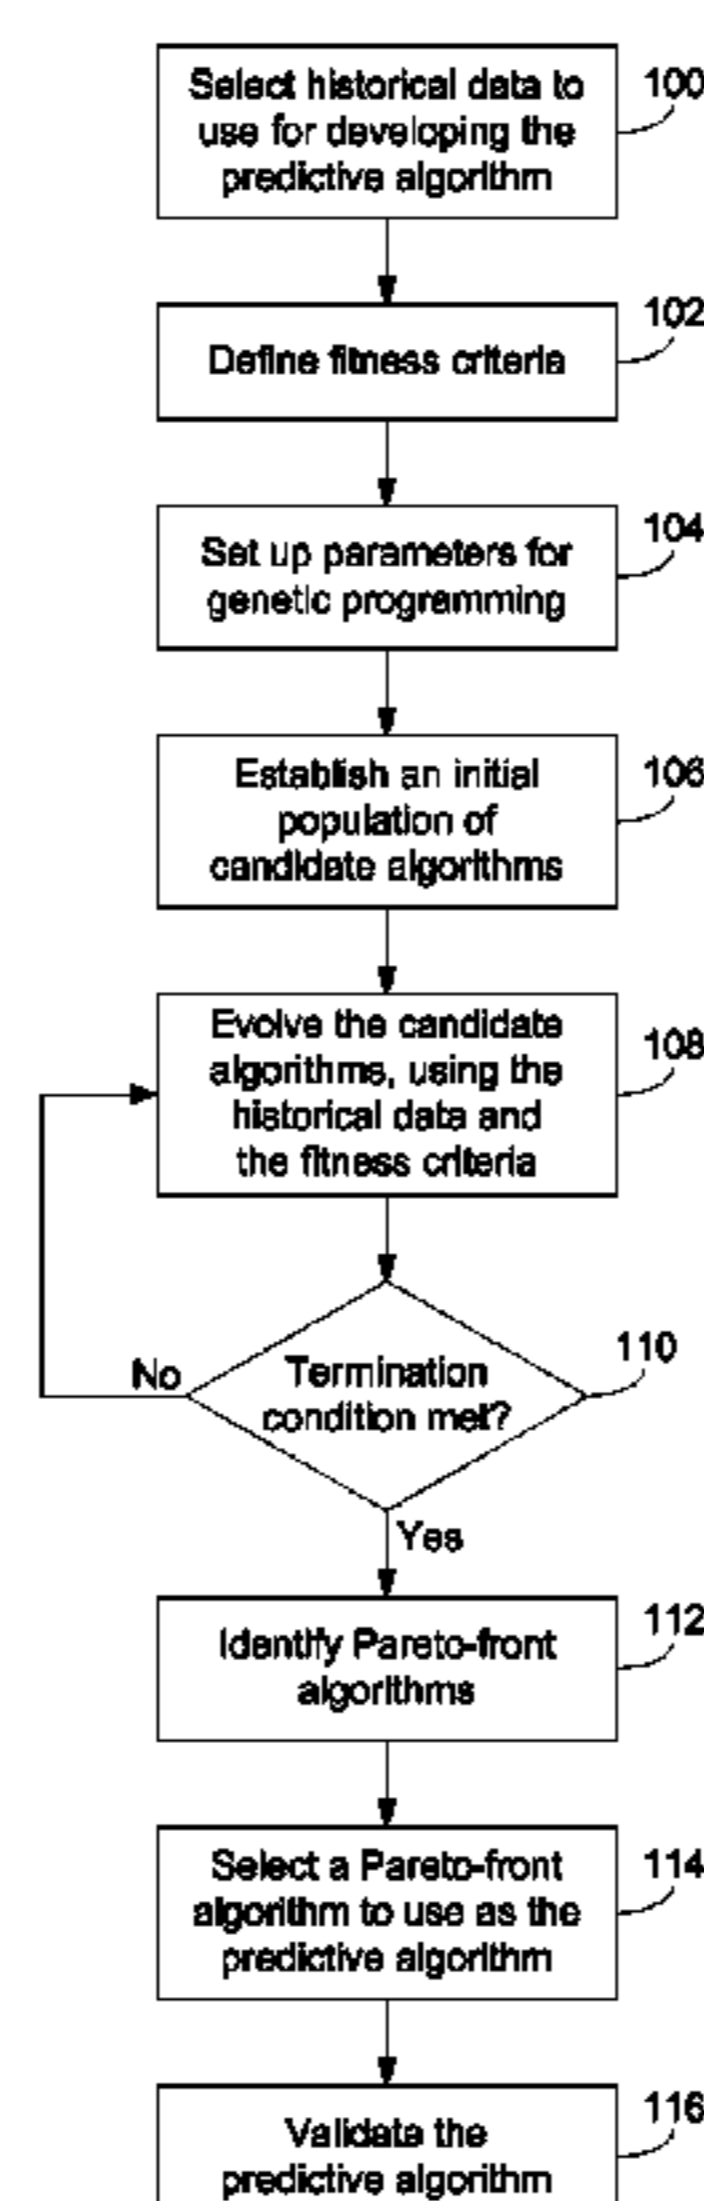 Select historical data to
use for developing the
predictive algorithm
100
Define fitness criteria
102
Set up parameters for
genetic programming
104
Establish an initial
population of
candidate algorithms
106
Evolve the candidate
algorithms, using the
historical data and
the fitness criteria
108
Termination
condition met?
110
No
Yes
Identify Pareto-front
algorithms
112
Select a Pareto-front
algorithm to use as the
predictive algorithm
114
Validate the
predictive algorithm
116